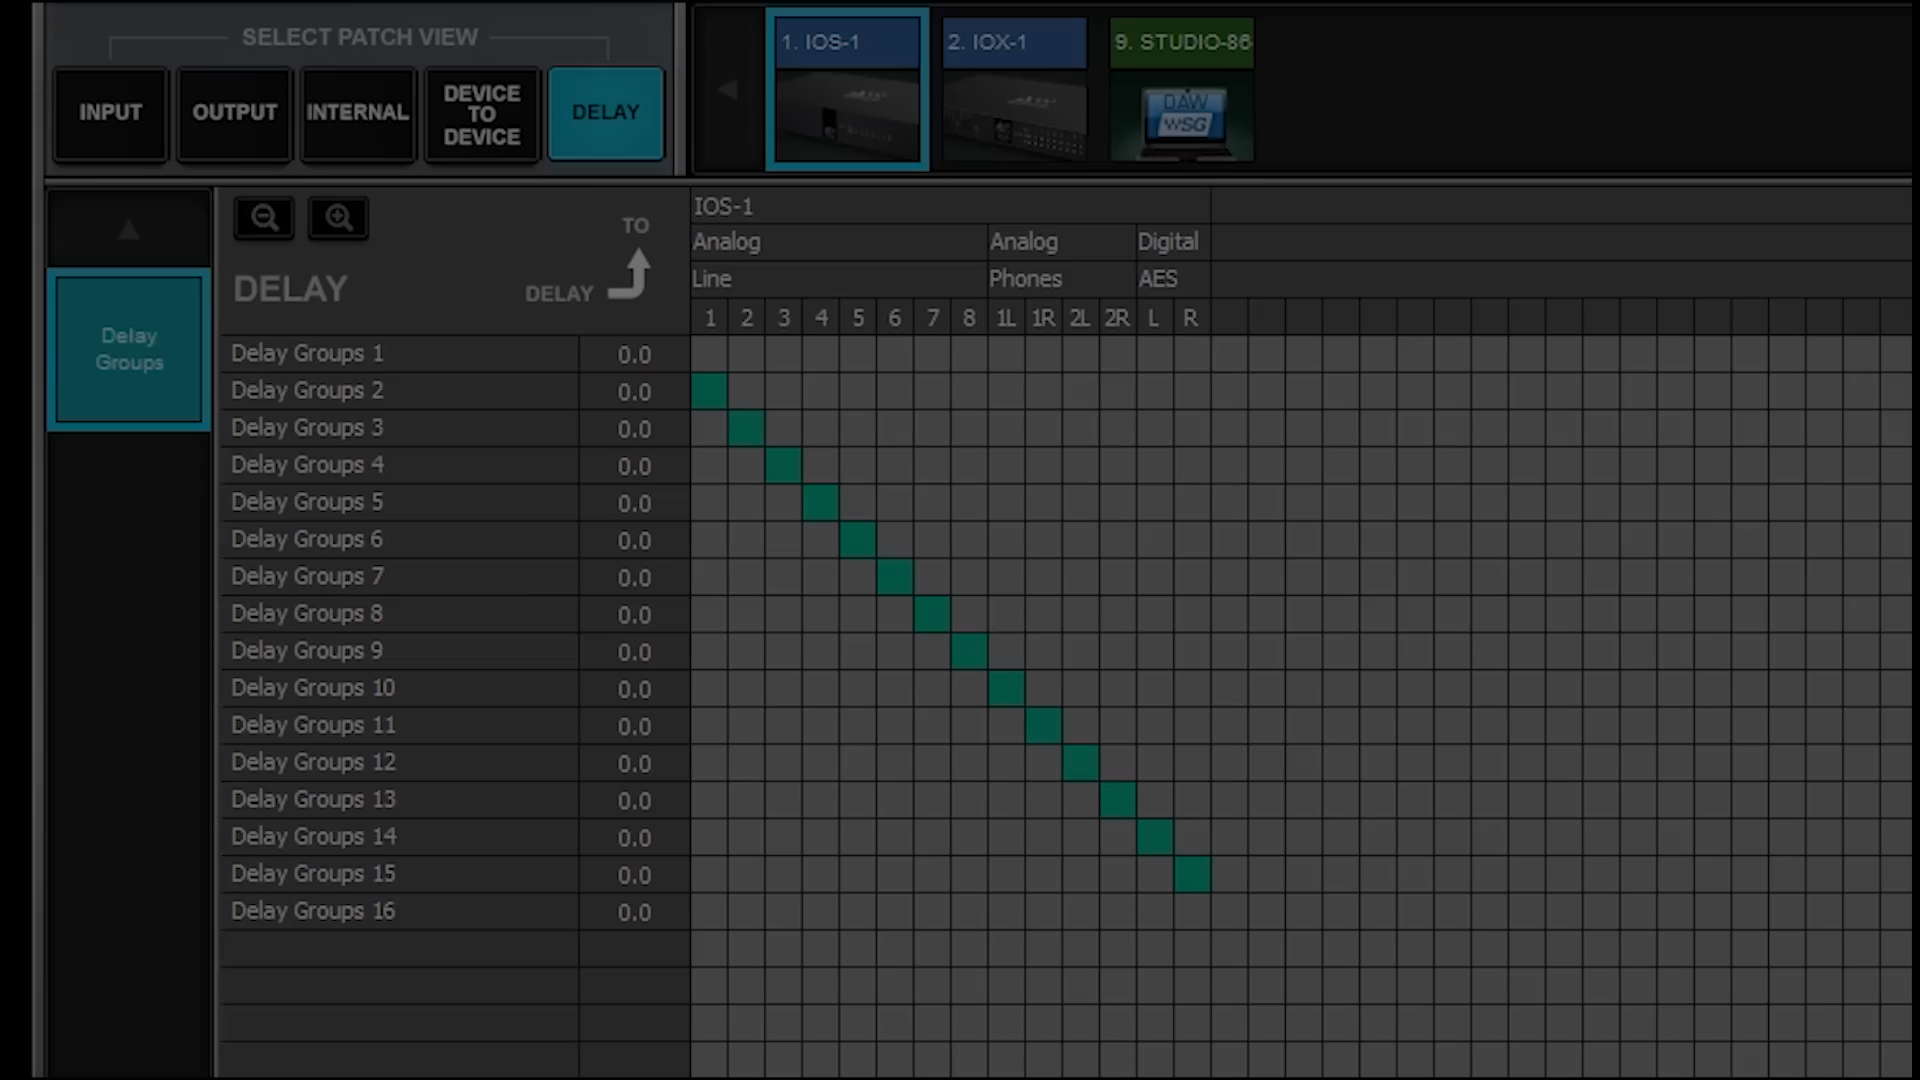 SELECT PATCH VIEW
INPUT
OUTPUT
INTERNAL
DEVICE
TO
DEVICE
DELAY
1. IOS-1
2. IOX-1
9. STUDIO-86
DAW
WSG
Delay
Groups
DELAY
TO
DELAY
IOS-1
Analog Analog Digital
Line Phones AES
1 2 3 4 5 6 7 8 1L 1R 2L 2R L R
Delay Groups 1 0.0
Delay Groups 2 0.0
Delay Groups 3 0.0
Delay Groups 4 0.0
Delay Groups 5 0.0
Delay Groups 6 0.0
Delay Groups 7 0.0
Delay Groups 8 0.0
Delay Groups 9 0.0
Delay Groups 10 0.0
Delay Groups 11 0.0
Delay Groups 12 0.0
Delay Groups 13 0.0
Delay Groups 14 0.0
Delay Groups 15 0.0
Delay Groups 16 0.0